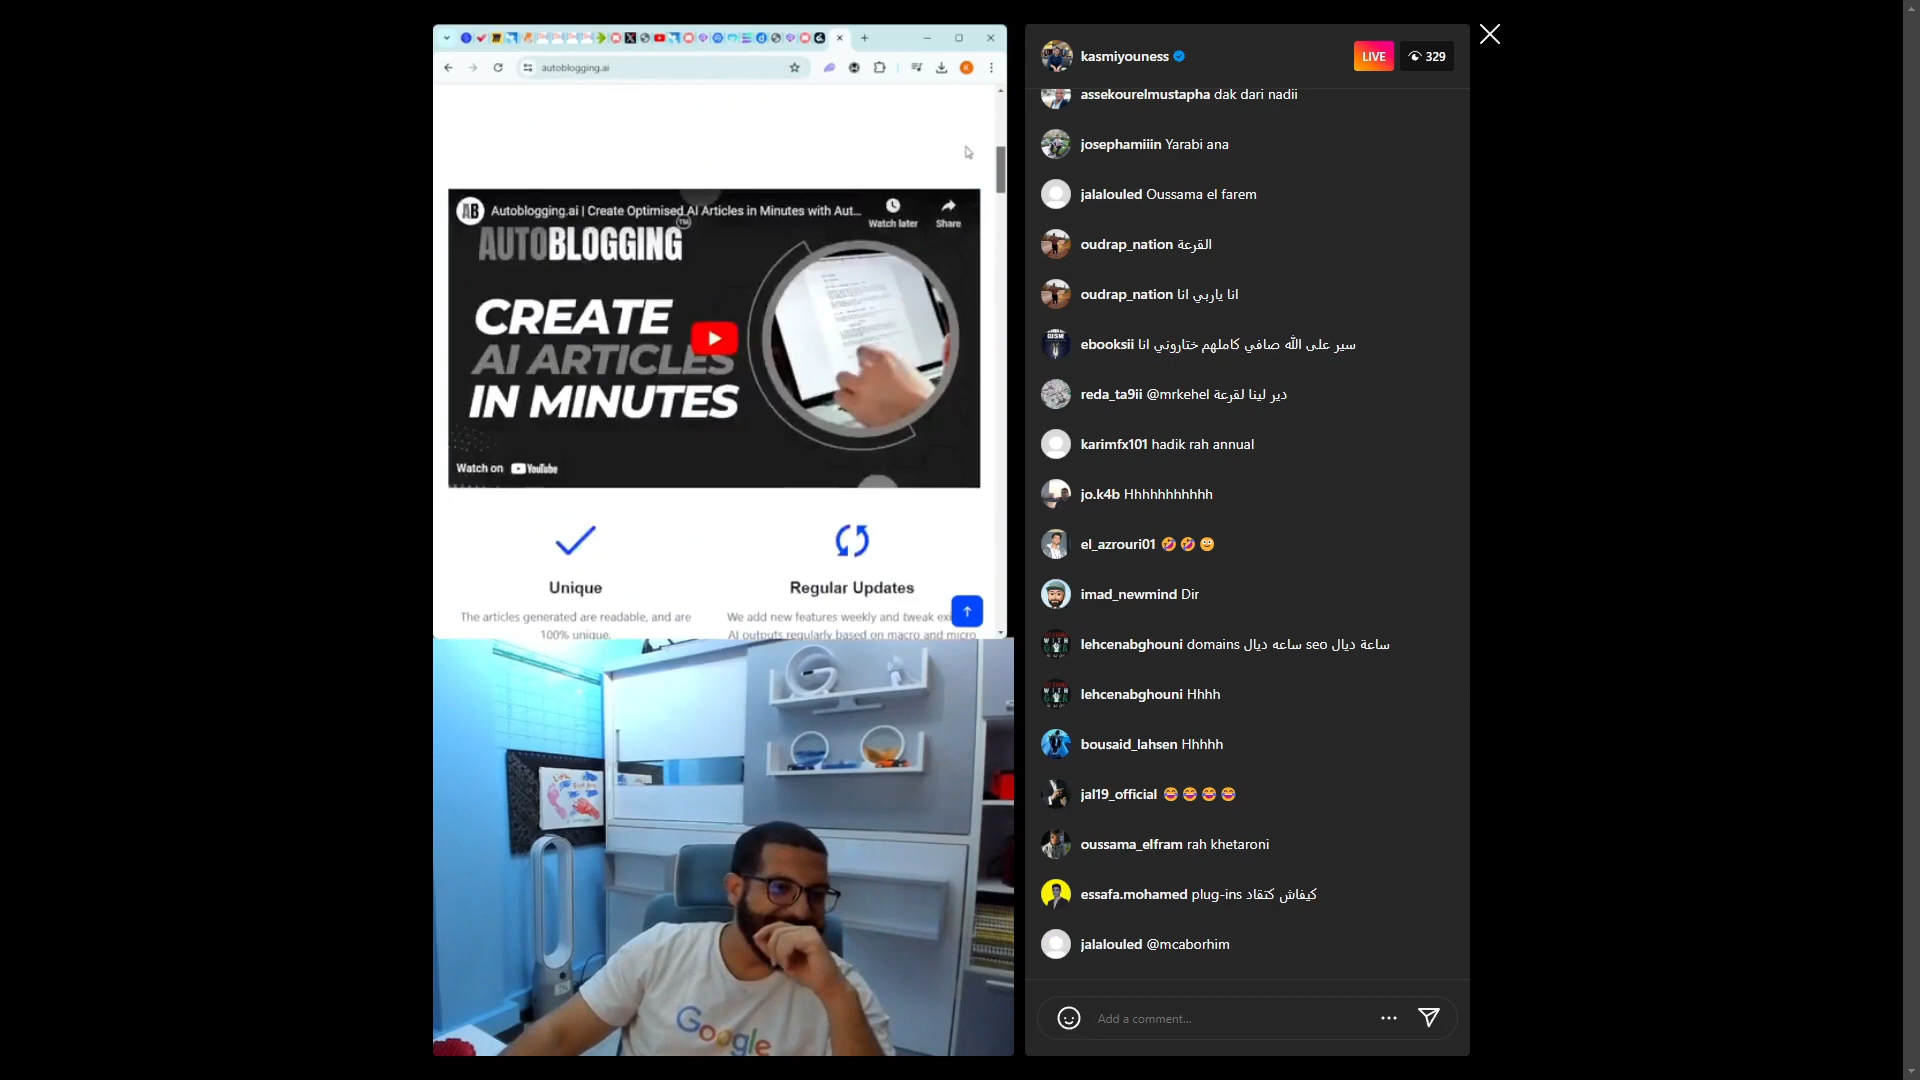 autoblogging.ai
Autoblogging.ai | Create Optimised AI Articles in Minutes with Aut...
Watch later
Share
AUTOBLOGGING
TM
CREATE
AI ARTICLES
IN MINUTES
Watch on YouTube
Unique
The articles generated are readable, and are
100% unique.
Regular Updates
We add new features weekly and tweak exi
AI outputs regularly based on macro and micro
Google
kasmiyouness
LIVE
329
assekourelmustapha dak dari nadii
josephamiiin Yarabi ana
jalalouled Oussama el farem
oudrap_nation القرعة
oudrap_nation انا ياربي انا
ebooksii سير على الله صافي كاملهم ختاروني انا
reda_ta9ii @mrkehel دير لينا لقرعة
karimfx101 hadik rah annual
jo.k4b Hhhhhhhhhhh
el_azrouri01 🤣🤣🙂
imad_newmind Dir
lehcenabghouni domains ساعه ديال seo ساعة ديال
lehcenabghouni Hhhh
bousaid_lahsen Hhhhh
jal19_official 😂😂😂😂
oussama_elfram rah khetaroni
essafa.mohamed plug-ins كيفاش كتقاد
jalalouled @mcaborhim
Add a comment...